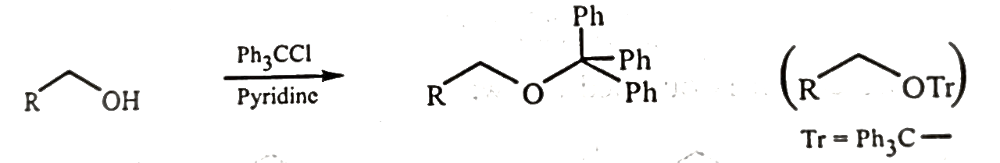 R OH
Ph₃CCl
Pyridine
R O Ph Ph Ph
(R OTr)
Tr = Ph₃C —